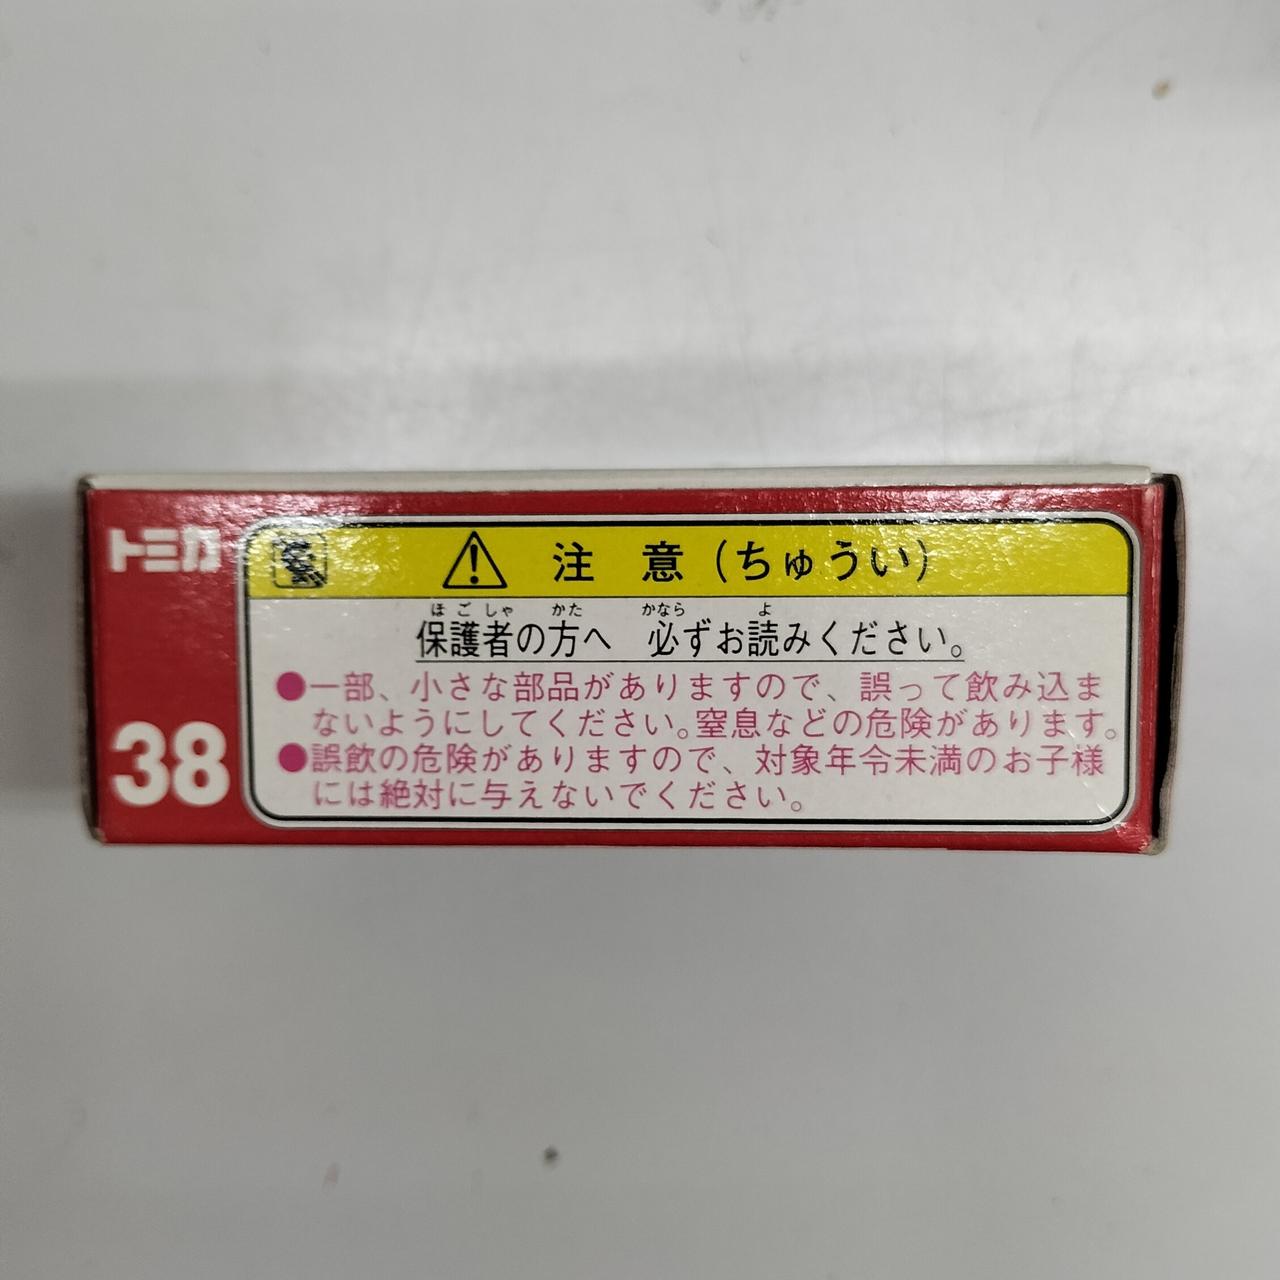 トミカ
38
注 意(ちゅうい)
ほごしゃ かた かなら よ
保護者の方へ 必ずお読みください。
●一部、小さな部品がありますので、誤って飲み込ま
ないようにしてください。窒息などの危険があります。
●誤飲の危険がありますので、対象年令未満のお子様
には絶対に与えないでください。